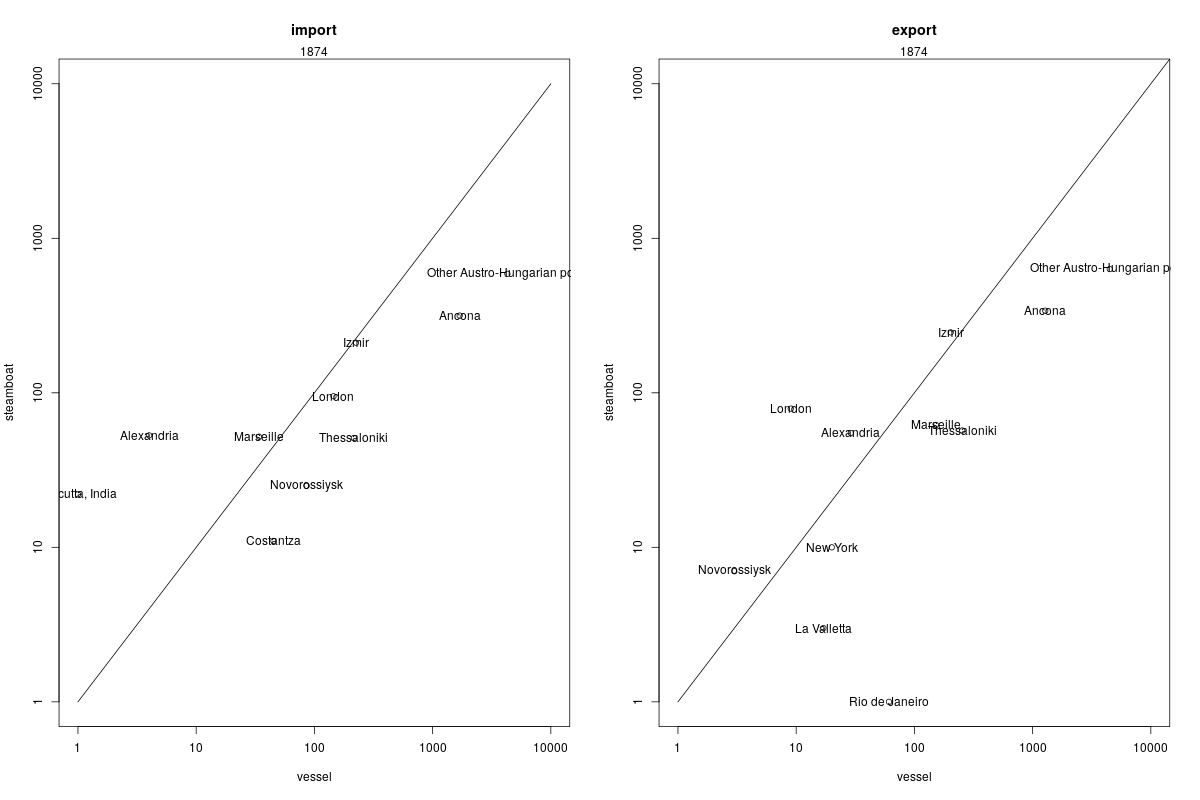 import
1874
10000
1000
100
10
1
steamboat
Other Austro-Hungarian po
Ancona
Izmir
London
Alexandria
Marseille
Thessaloniki
cutta, India
Novorossiysk
Costantza
1 10 100 1000 10000
vessel
export
1874
10000
1000
100
10
1
steamboat
Other Austro-Hungarian p
Ancona
Izmir
London
Marseille
Alexandria
Thessaloniki
New York
Novorossiysk
La Valletta
Rio de Janeiro
1 10 100 1000 10000
vessel